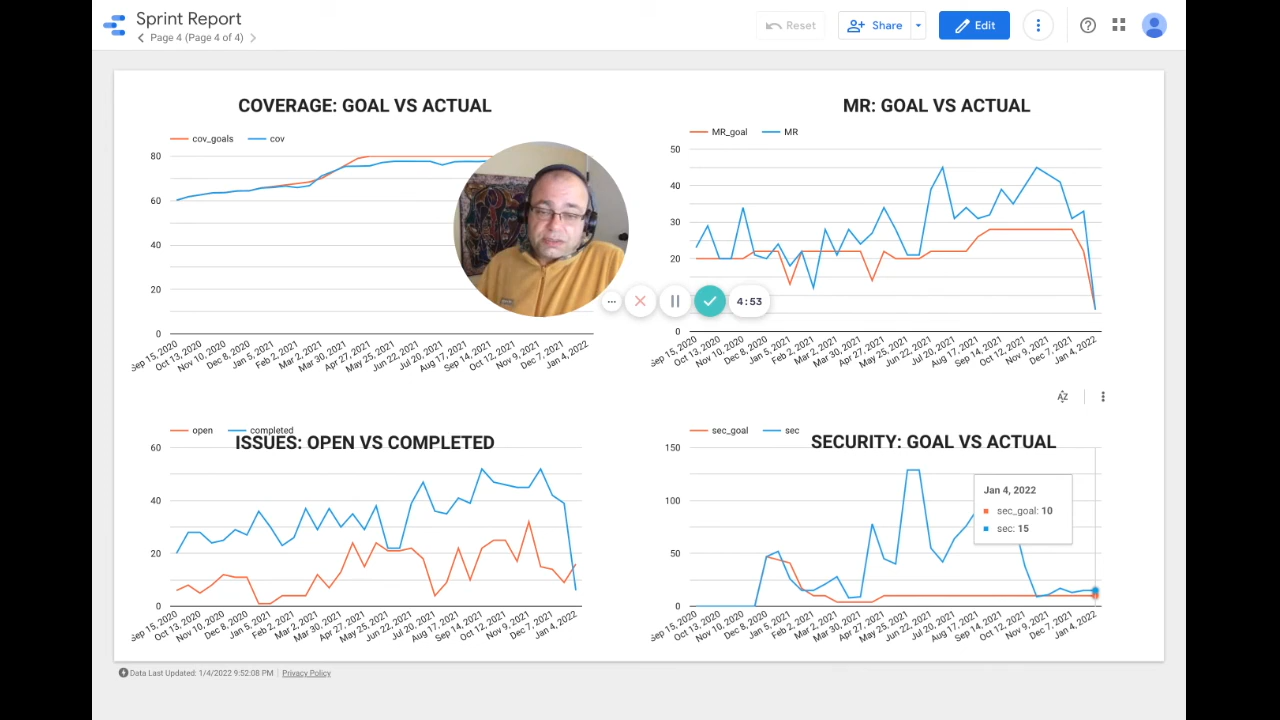 Sprint Report
Page 4 (Page 4 of 4)
Reset
Share
Edit
COVERAGE: GOAL VS ACTUAL
cov_goals
cov
80
60
40
20
0
Sep 15, 2020
Oct 13, 2020
Nov 10, 2020
Dec 8, 2020
Jan 5, 2021
Feb 2, 2021
Mar 2, 2021
Mar 30, 2021
Apr 27, 2021
May 25, 2021
Jun 22, 2021
Jul 20, 2021
Aug 17, 2021
Sep 14, 2021
Oct 12, 2021
Nov 9, 2021
Dec 7, 2021
Jan 4, 2022
MR: GOAL VS ACTUAL
MR_goal
MR
50
40
30
20
0
Sep 15, 2020
Oct 13, 2020
Nov 10, 2020
Dec 8, 2020
Jan 5, 2021
Feb 2, 2021
Mar 2, 2021
Mar 30, 2021
Apr 27, 2021
May 25, 2021
Jun 22, 2021
Jul 20, 2021
Aug 17, 2021
Sep 14, 2021
Oct 12, 2021
Nov 9, 2021
Dec 7, 2021
Jan 4, 2022
4:53
AZ
open
completed
ISSUES: OPEN VS COMPLETED
60
40
20
0
Sep 15, 2020
Oct 13, 2020
Nov 10, 2020
Dec 8, 2020
Jan 5, 2021
Feb 2, 2021
Mar 2, 2021
Mar 30, 2021
Apr 27, 2021
May 25, 2021
Jun 22, 2021
Jul 20, 2021
Aug 17, 2021
Sep 14, 2021
Oct 12, 2021
Nov 9, 2021
Dec 7, 2021
Jan 4, 2022
sec_goal
sec
SECURITY: GOAL VS ACTUAL
150
100
50
0
Jan 4, 2022
sec_goal: 10
sec: 15
Sep 15, 2020
Oct 13, 2020
Nov 10, 2020
Dec 8, 2020
Jan 5, 2021
Feb 2, 2021
Mar 2, 2021
Mar 30, 2021
Apr 27, 2021
May 25, 2021
Jun 22, 2021
Jul 20, 2021
Aug 17, 2021
Sep 14, 2021
Oct 12, 2021
Nov 9, 2021
Dec 7, 2021
Jan 4, 2022
Data Last Updated: 1/4/2022 9:52:08 PM
Privacy Policy